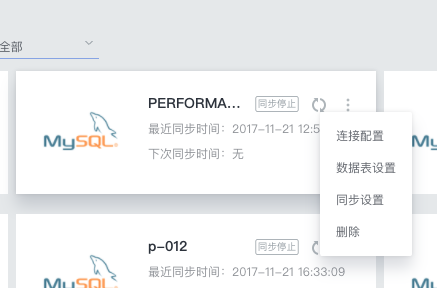 全部
PERFORMA... 同步停止
MySQL
最近同步时间：2017-11-21 12:5
下次同步时间：无
连接配置
数据表设置
同步设置
删除
p-012 同步停止
MySQL
最近同步时间：2017-11-21 16:33:09